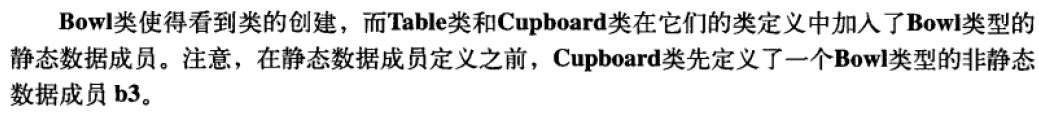 Bowl类使得看到类的创建，而Table类和Cupboard类在它们的类定义中加入了Bowl类型的
静态数据成员。注意，在静态数据成员定义之前，Cupboard类先定义了一个Bowl类型的非静态
数据成员 b3。